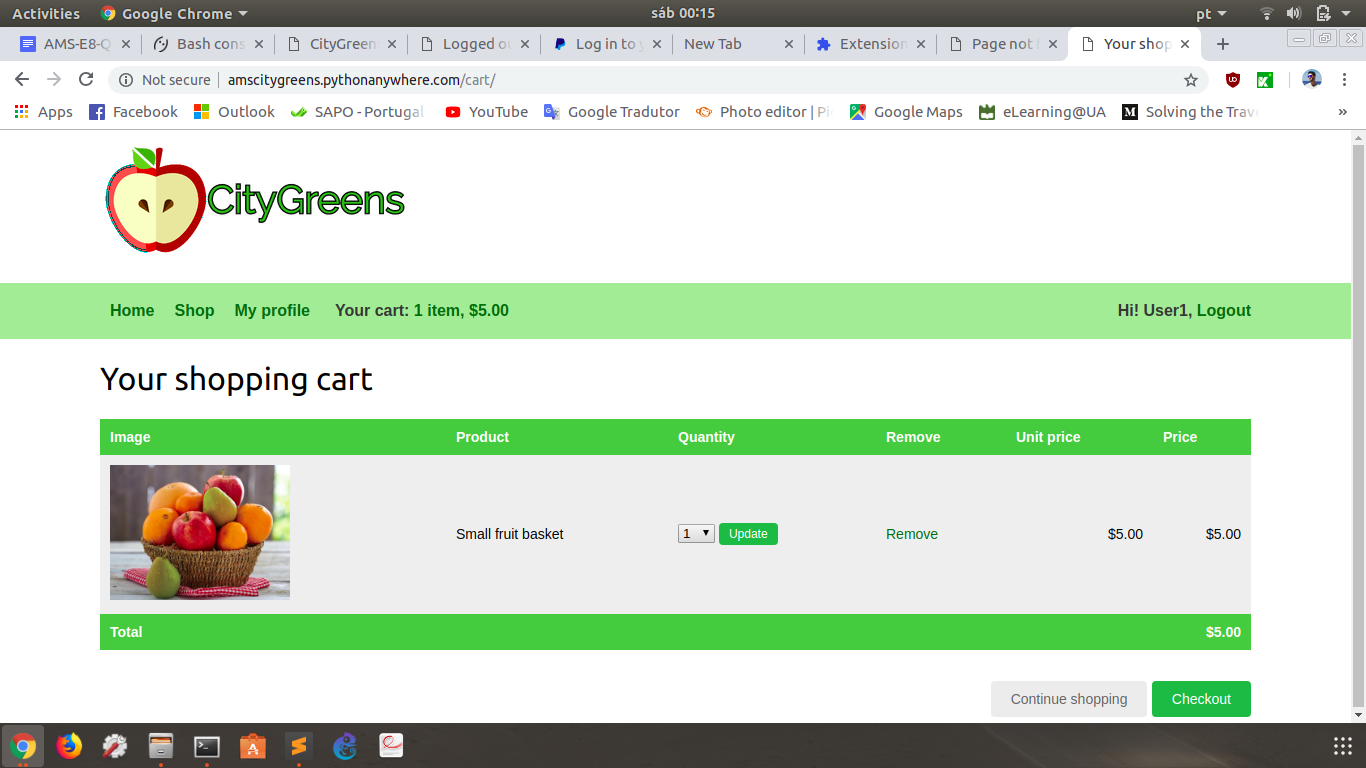 Activities Google Chrome sáb 00:15 pt
AMS-E8-Q Bash cons CityGreen Logged ou Log in to y New Tab Extension Page not f Your shop
Not secure amscitygreens.pythonanywhere.com/cart/
Apps Facebook Outlook SAPO - Portugal YouTube Google Tradutor Photo editor | Pi Google Maps eLearning@UA Solving the Trav »
CityGreens
Home Shop My profile Your cart: 1 item, $5.00 Hi! User1, Logout
Your shopping cart
Image Product Quantity Remove Unit price Price
Small fruit basket 1 Update Remove $5.00 $5.00
Total $5.00
Continue shopping Checkout